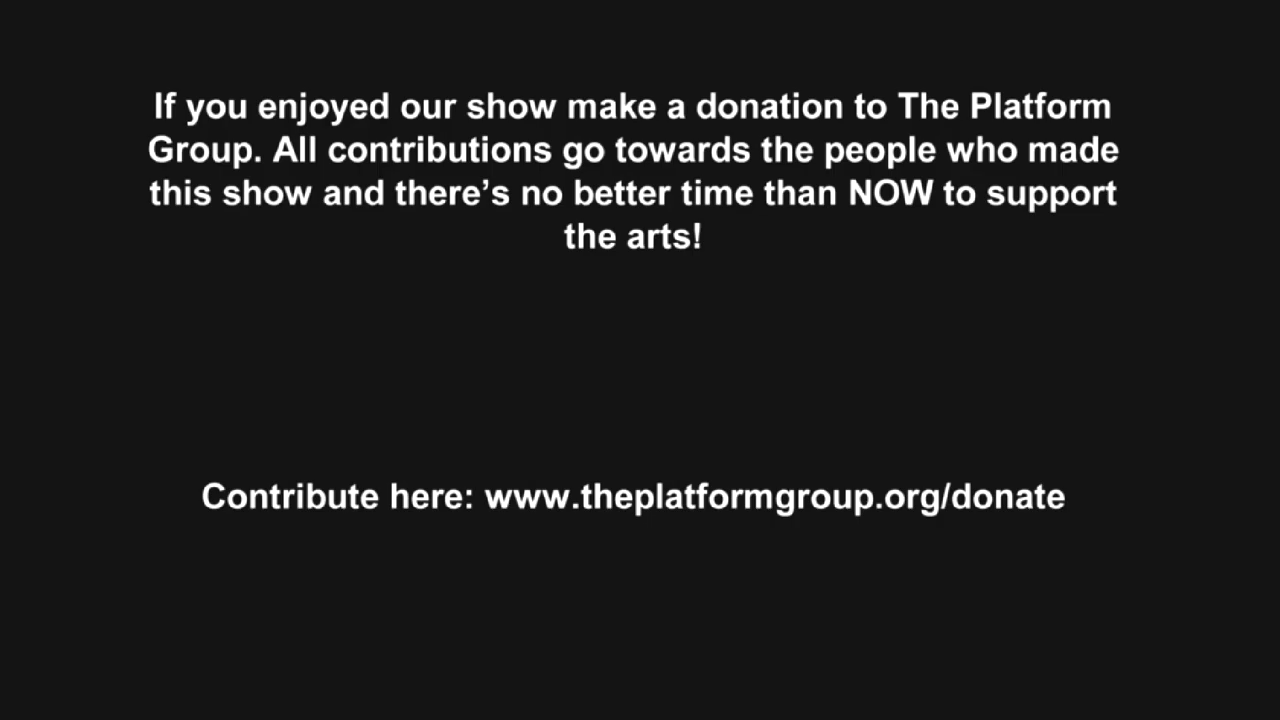 If you enjoyed our show make a donation to The Platform
Group. All contributions go towards the people who made
this show and there’s no better time than NOW to support
the arts!
Contribute here: www.theplatformgroup.org/donate